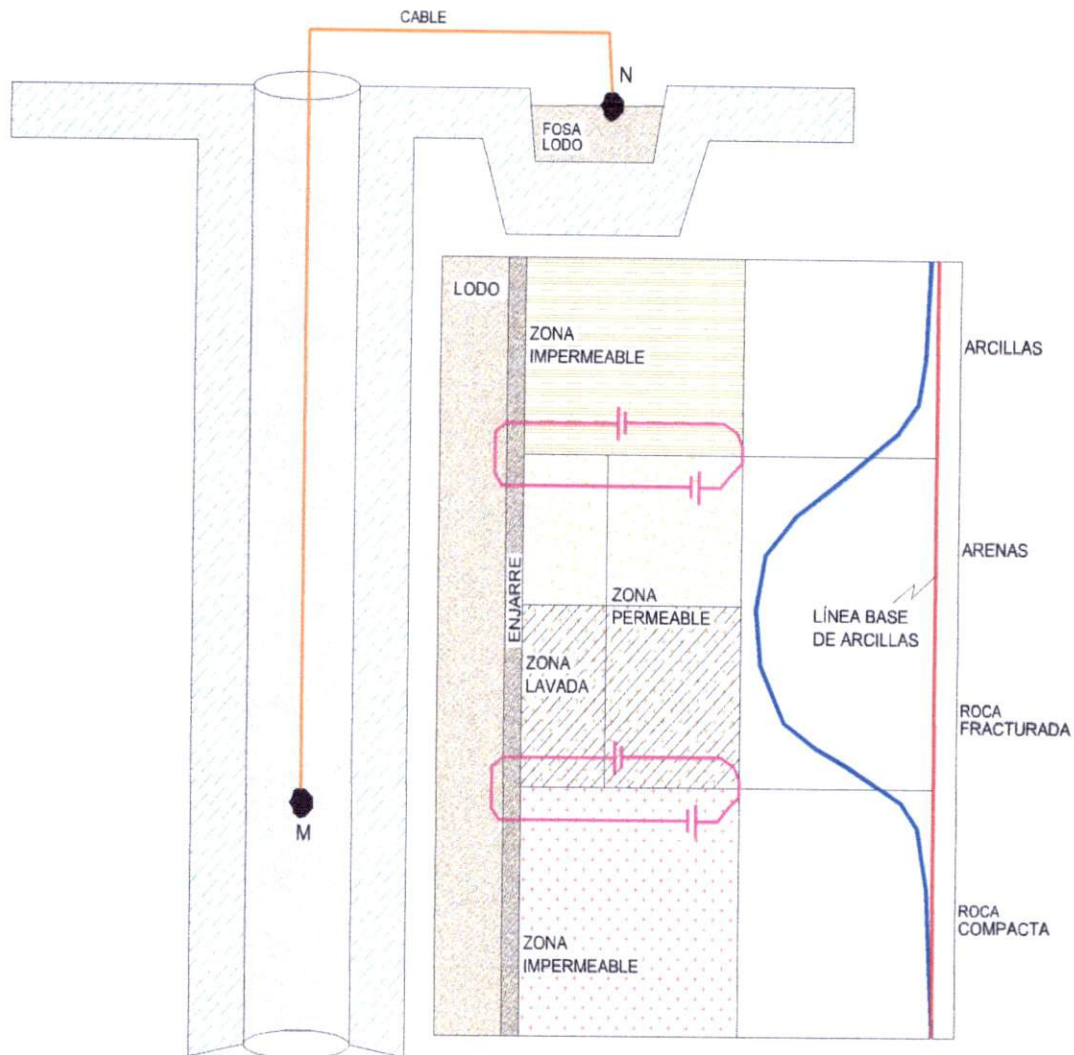 CABLE
N
FOSA
LODO
M
LODO
ZONA
IMPERMEABLE
ARCILLAS
ENJARRE
ARENAS
ZONA
PERMEABLE
LÍNEA BASE
DE ARCILLAS
ZONA
LAVADA
ROCA
FRACTURADA
ROCA
COMPACTA
ZONA
IMPERMEABLE